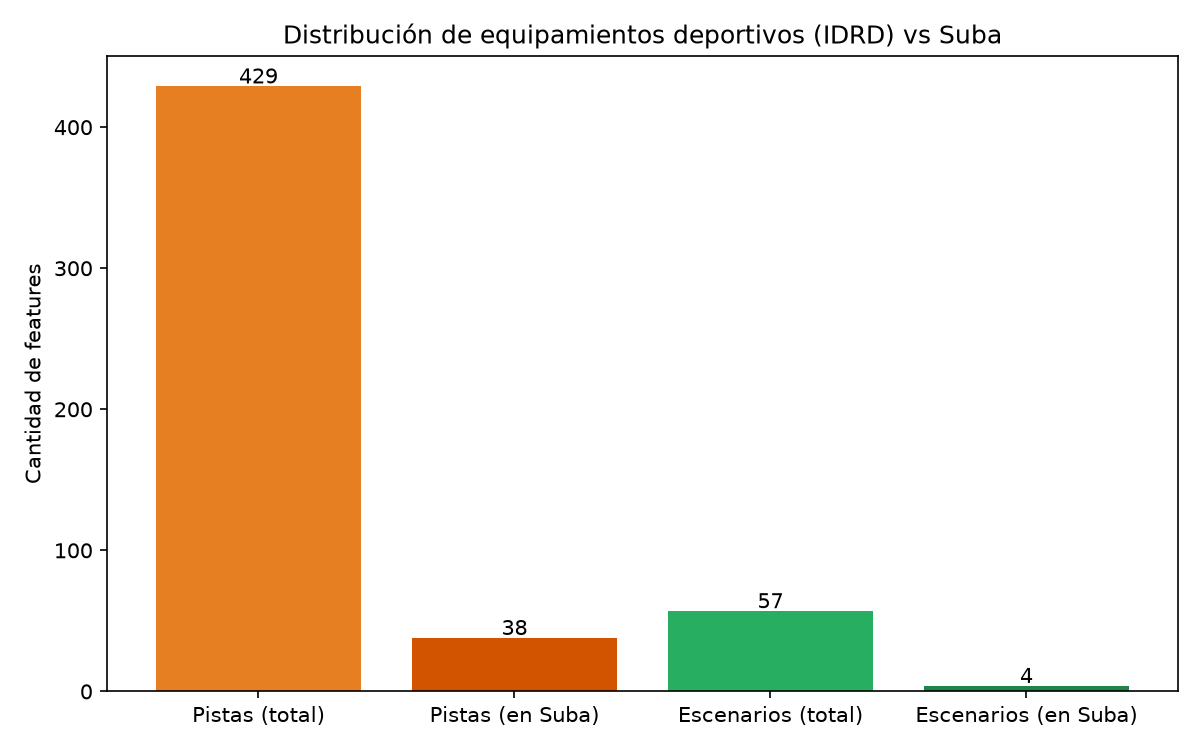 Distribución de equipamientos deportivos (IDRD) vs Suba
Cantidad de features
400
300
200
100
0
429
38
57
4
Pistas (total)
Pistas (en Suba)
Escenarios (total)
Escenarios (en Suba)